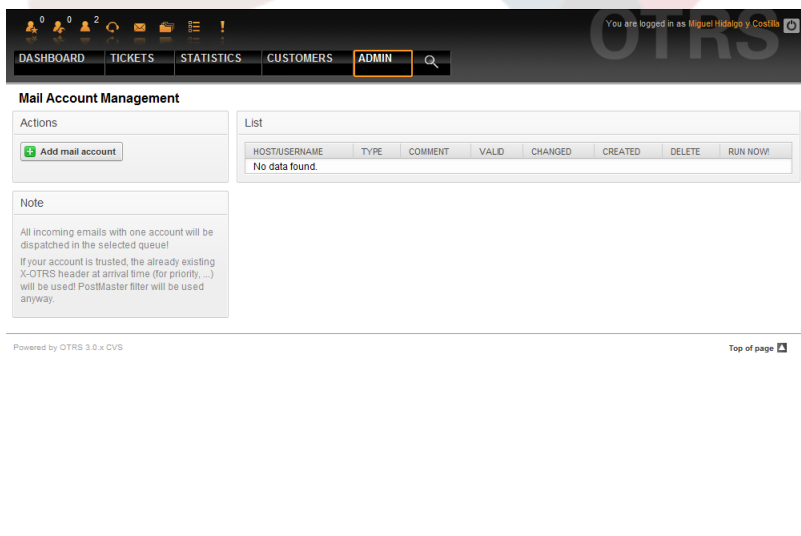 0 0 2
You are logged in as Miguel Hidalgo y Costilla
OTRS
DASHBOARD TICKETS STATISTICS CUSTOMERS ADMIN
Mail Account Management
Actions
Add mail account
List
HOST/USERNAME TYPE COMMENT VALID CHANGED CREATED DELETE RUN NOW!
No data found.
Note
All incoming emails with one account will be
dispatched in the selected queue!
If your account is trusted, the already existing
X-OTRS header at arrival time (for priority, ...)
will be used! PostMaster filter will be used
anyway.
Powered by OTRS 3.0.x CVS
Top of page